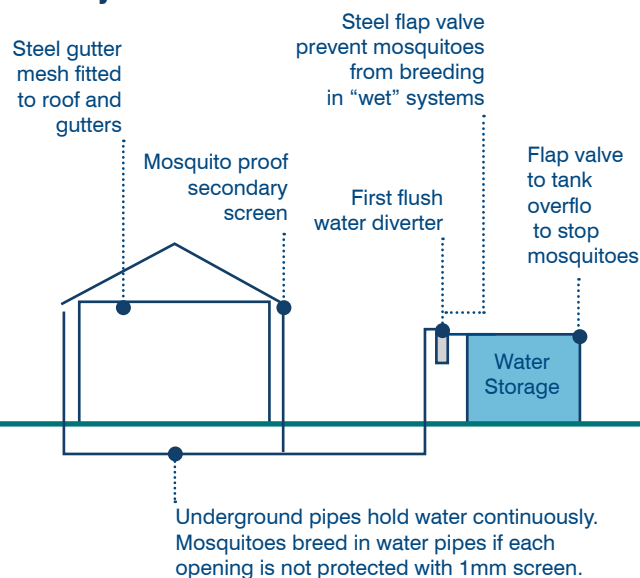 Steel gutter
mesh fitted
to roof and
gutters
Mosquito proof
secondary
screen
Steel flap valve
prevent mosquitoes
from breeding
in “wet” systems
First flush
water diverter
Flap valve
to tank
overflo
to stop
mosquitoes
Water
Storage
Underground pipes hold water continuously.
Mosquitoes breed in water pipes if each
opening is not protected with 1mm screen.